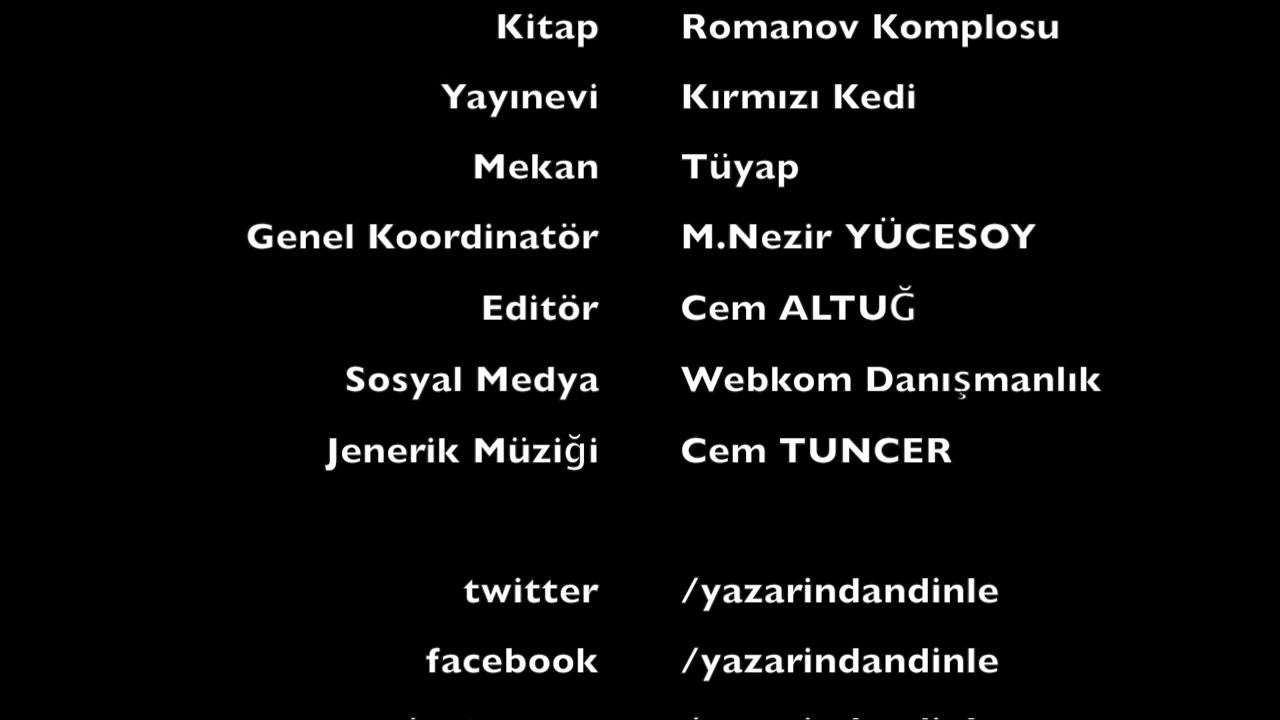 Kitap Romanov Komplosu
Yayınevi Kırmızı Kedi
Mekan Tüyap
Genel Koordinatör M.Nezir YÜCESOY
Editör Cem ALTUĞ
Sosyal Medya Webkom Danışmanlık
Jenerik Müziği Cem TUNCER
twitter /yazarindandinle
facebook /yazarindandinle